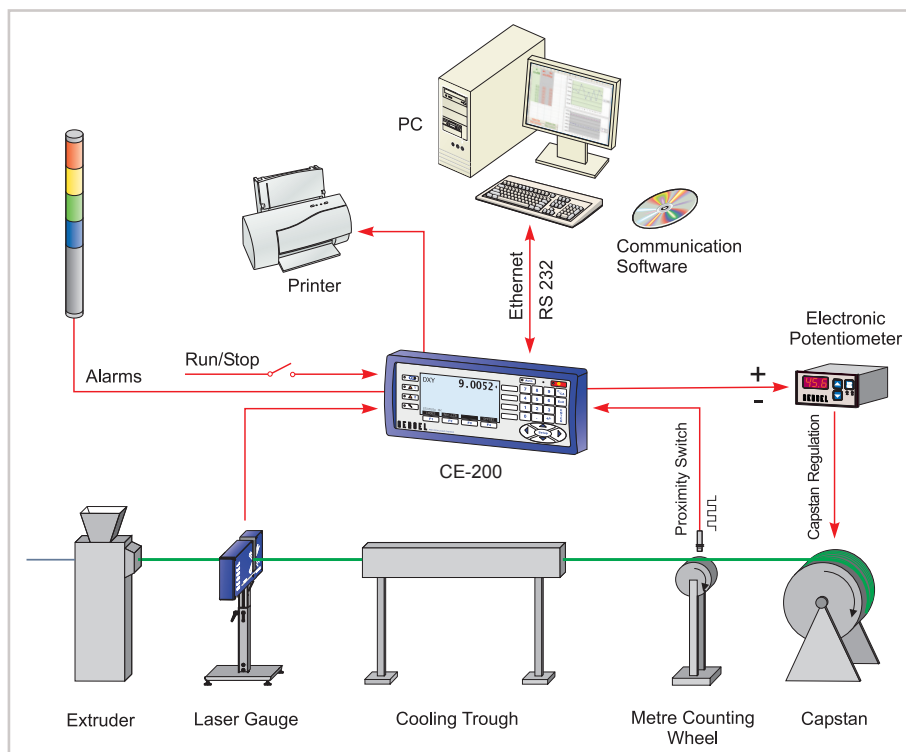 PC
Printer
Ethernet
RS 232
Communication
Software
Electronic
Potentiometer
Run/Stop
Alarms
OXY 9.0052
+
-
45.6
CE-200
Proximity Switch
Capstan Regulation
Extruder
Laser Gauge
Cooling Trough
Metre Counting
Wheel
Capstan